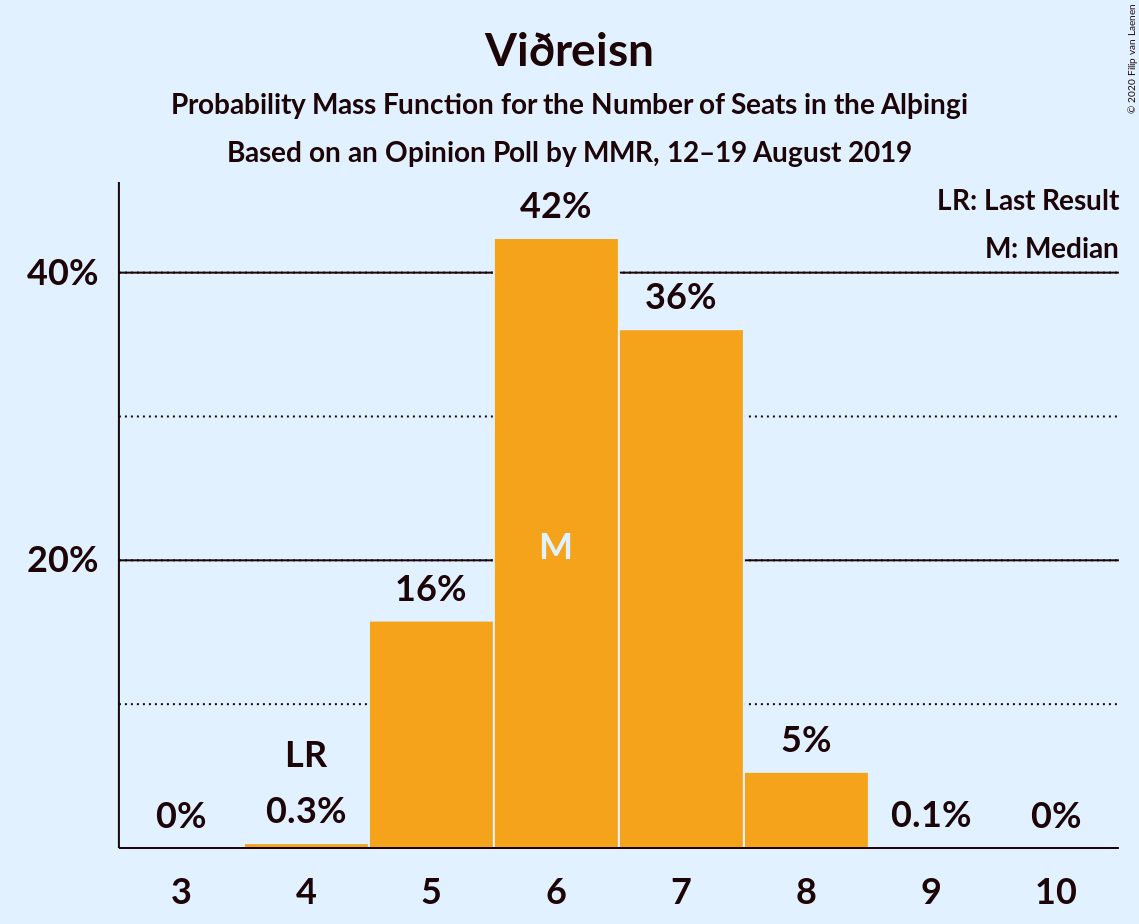 Viðreisn
Probability Mass Function for the Number of Seats in the Alþingi
Based on an Opinion Poll by MMR, 12–19 August 2019
© 2020 Filip van Laenen
LR: Last Result
M: Median
42%
40%
36%
M
20%
16%
LR
5%
0%
0.3%
0.1%
0%
3 4 5 6 7 8 9 10